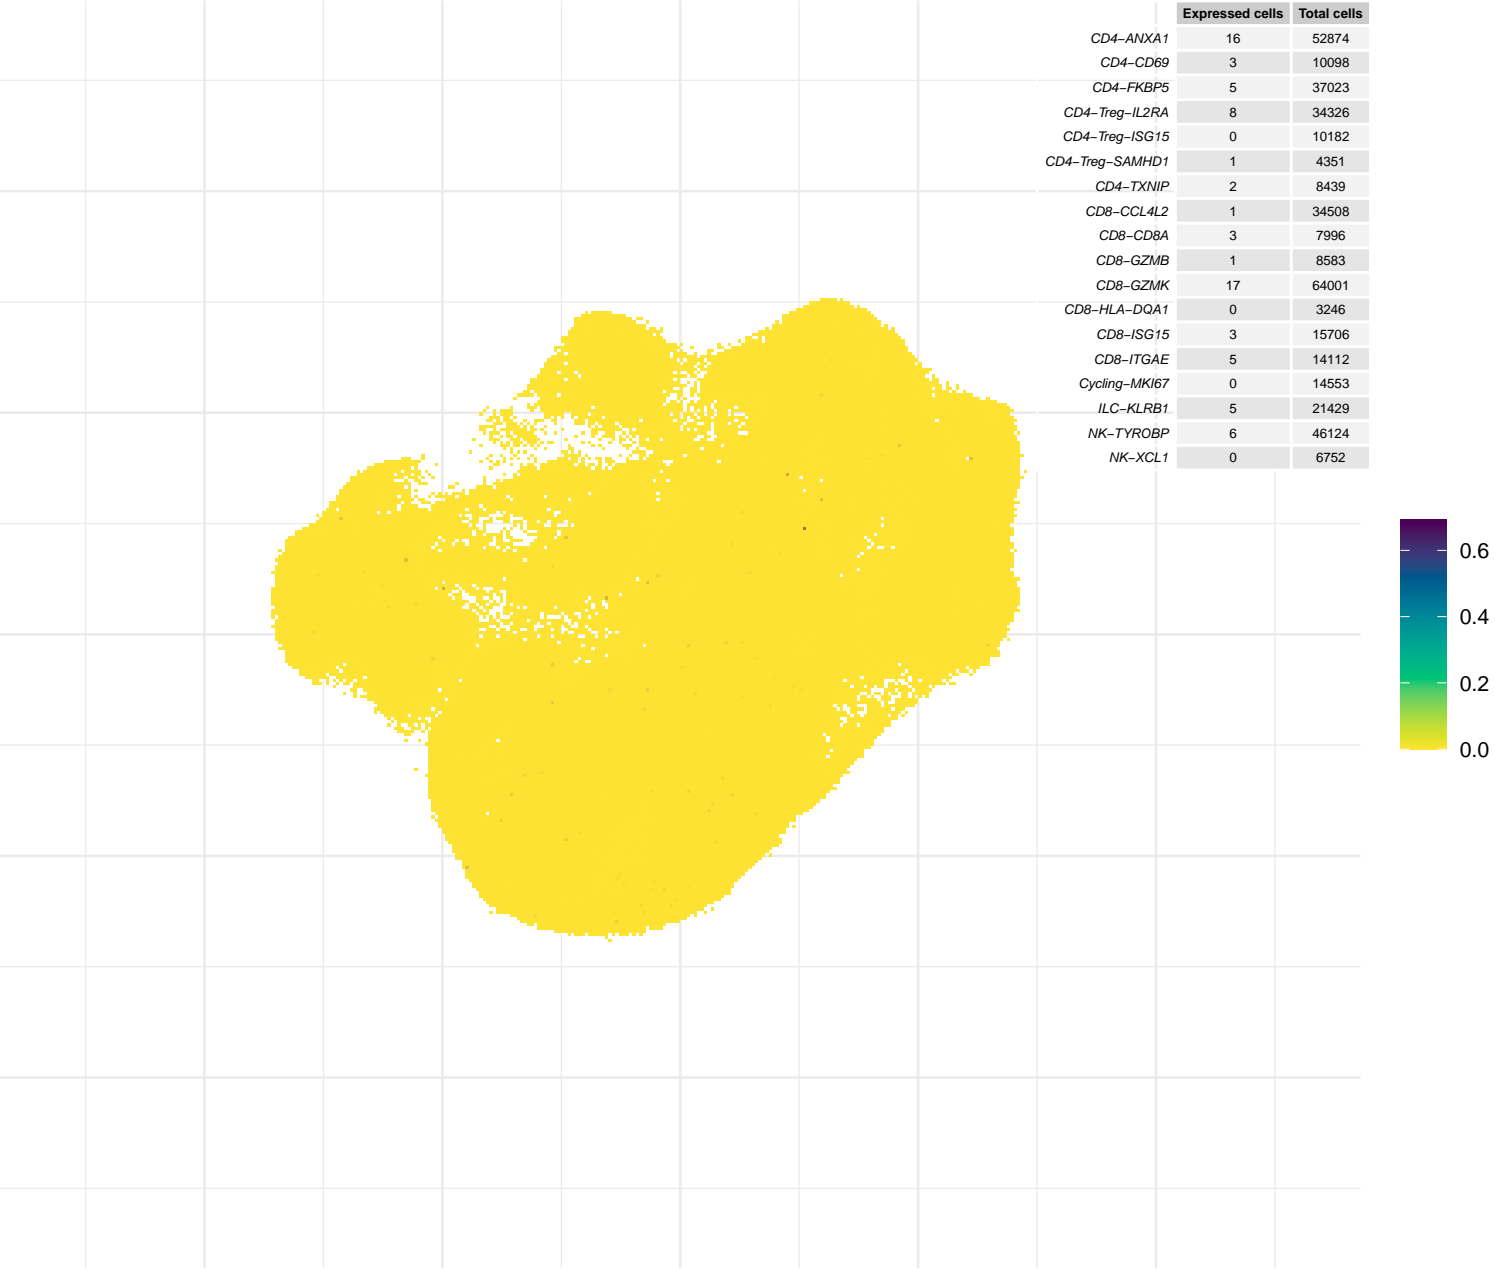 Expressed cells Total cells
CD4−ANXA1 16 52874
CD4−CD69 3 10098
CD4−FKBP5 5 37023
CD4−Treg−IL2RA 8 34326
CD4−Treg−ISG15 0 10182
CD4−Treg−SAMHD1 1 4351
CD4−TXNIP 2 8439
CD8−CCL4L2 1 34508
CD8−CD8A 3 7996
CD8−GZMB 1 8583
CD8−GZMK 17 64001
CD8−HLA−DQA1 0 3246
CD8−ISG15 3 15706
CD8−ITGAE 5 14112
Cycling−MKI67 0 14553
ILC−KLRB1 5 21429
NK−TYROBP 6 46124
NK−XCL1 0 6752
0.6
0.4
0.2
0.0